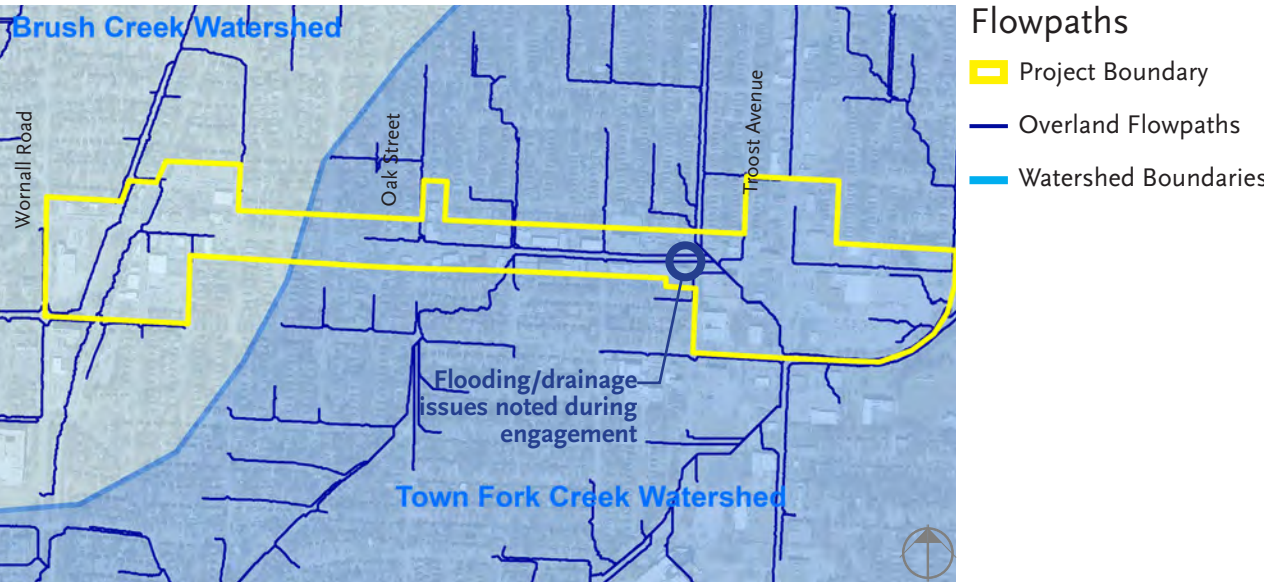 Brush Creek Watershed
Wornall Road
Oak Street
Troost Avenue
Flooding/drainage
issues noted during
engagement
Town Fork Creek Watershed
Flowpaths
Project Boundary
Overland Flowpaths
Watershed Boundaries